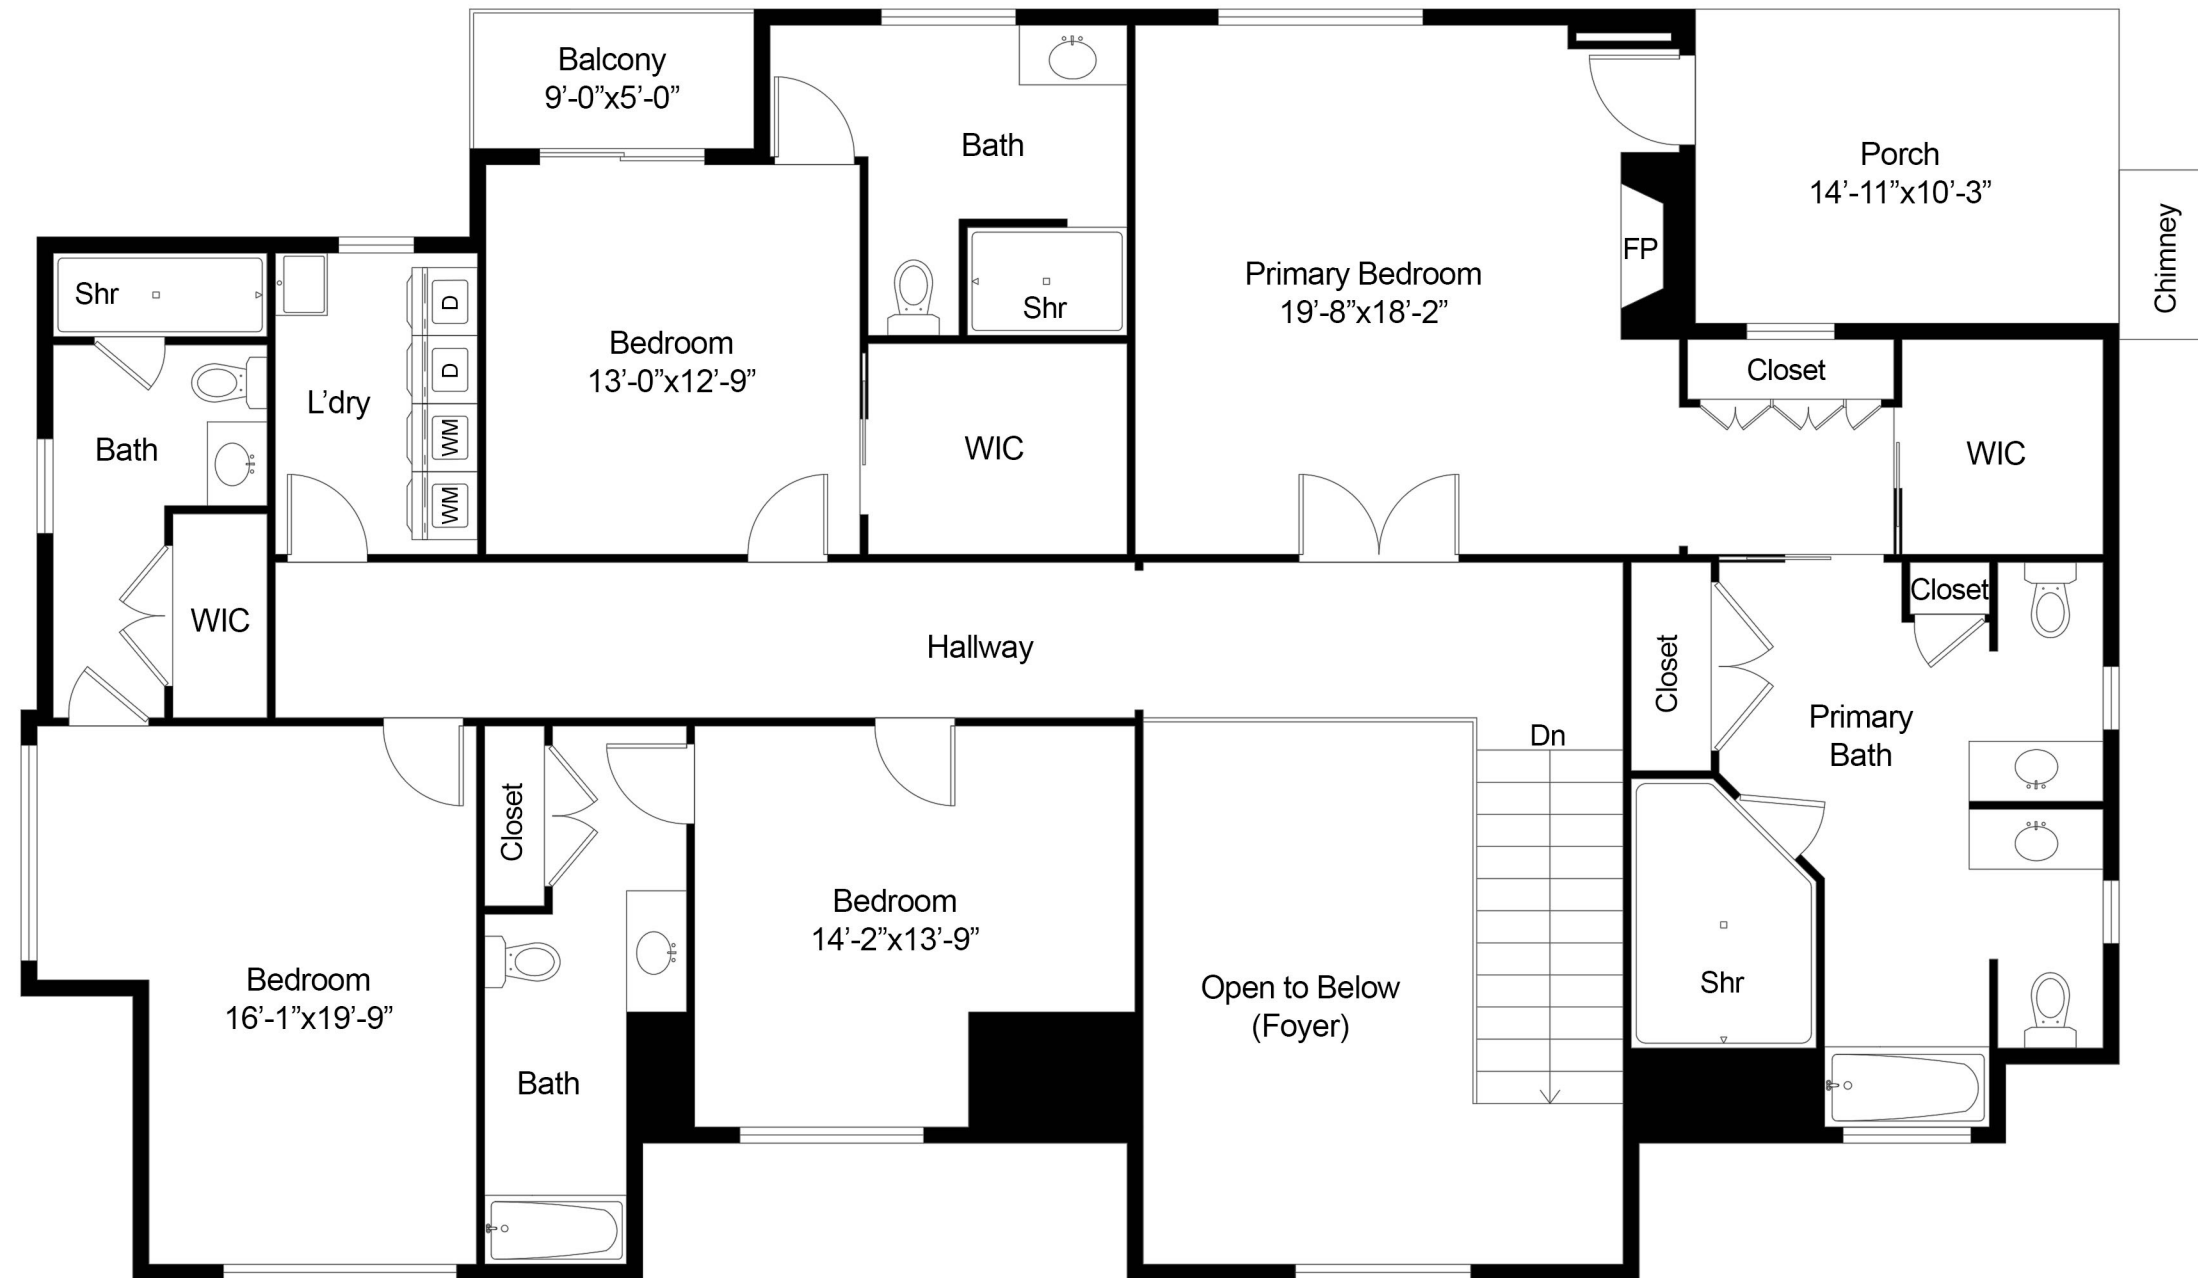 Balcony
9’-0”x5’-0”
Bath
Porch
14’-11”x10’-3”
Chimney
FP
Primary Bedroom
19’-8”x18’-2”
Shr
D
Shr
Bedroom
13’-0”x12’-9”
D
Closet
L’dry
Bath
WM
WIC
WIC
WM
WIC
Closet
Hallway
Closet
Primary
Bath
Dn
Closet
Bedroom
14’-2”x13’-9”
Bedroom
16’-1”x19’-9”
Open to Below
(Foyer)
Shr
Bath